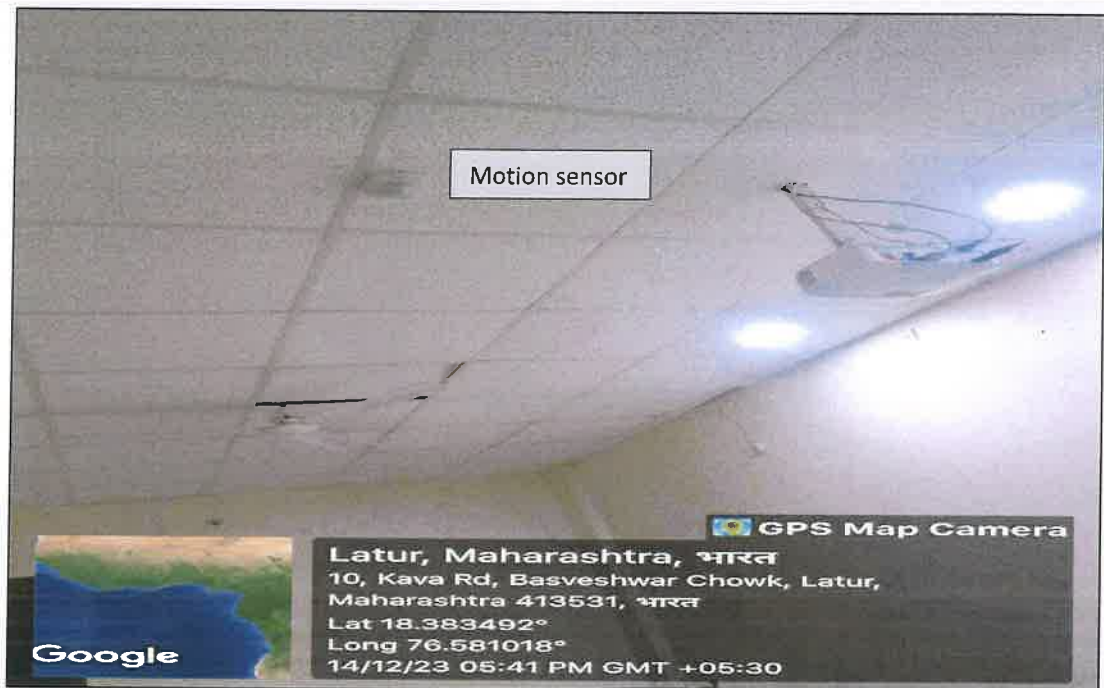 Motion sensor
GPS Map Camera
Latur, Maharashtra, भारत
10, Kava Rd, Basveshwar Chowk, Latur,
Maharashtra 413531, भारत
Lat 18.383492°
Long 76.581018°
14/12/23 05:41 PM GMT +05:30
Google